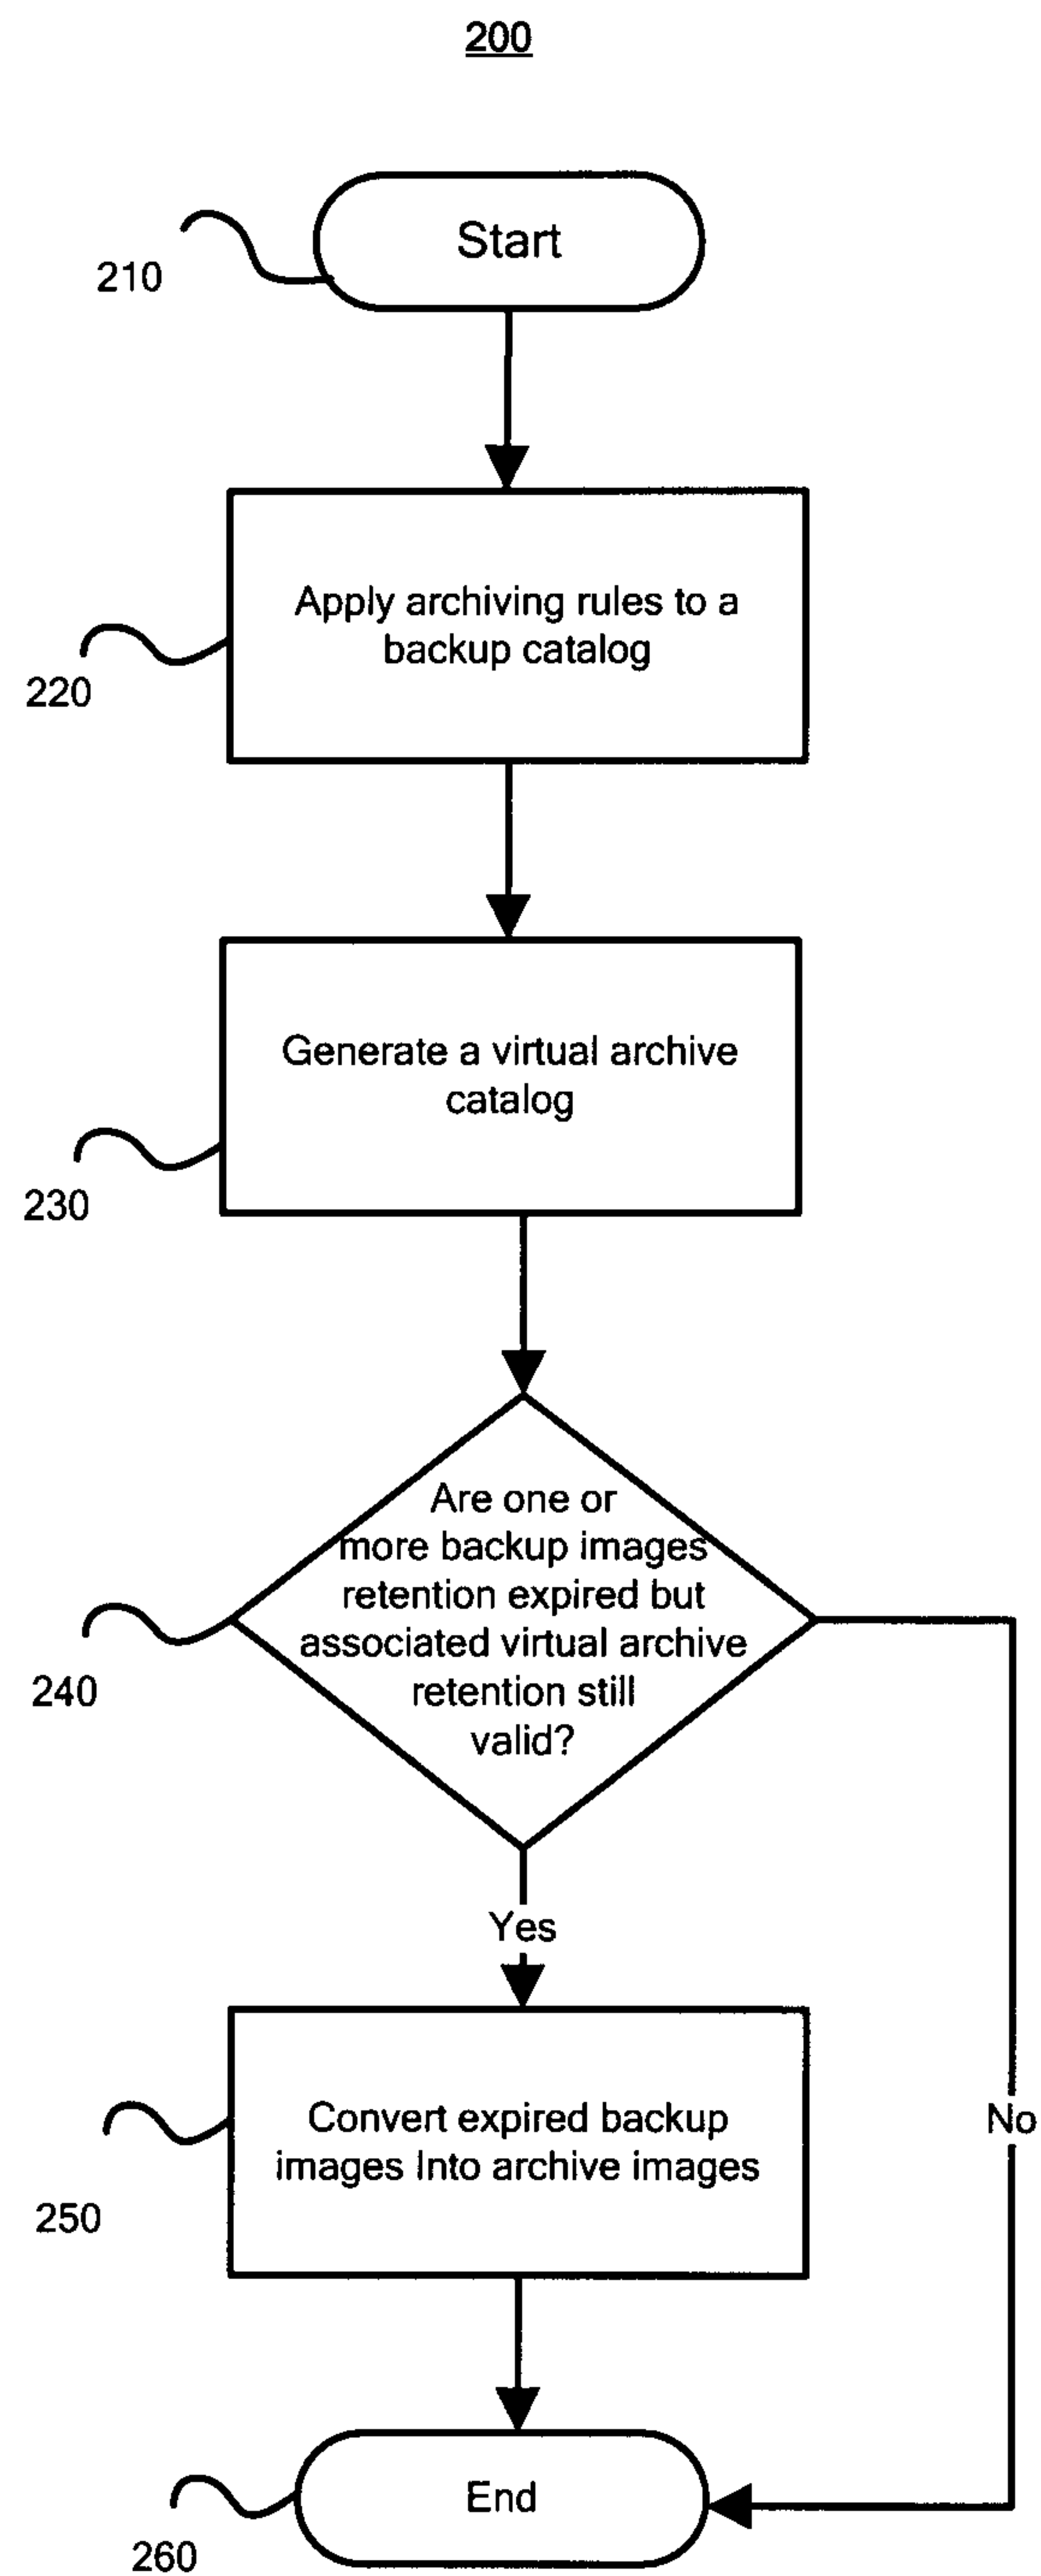 200
Start
210
Apply archiving rules to a
backup catalog
220
Generate a virtual archive
catalog
230
Are one or
more backup images
retention expired but
associated virtual archive
retention still
valid?
240
Yes
Convert expired backup
images Into archive images
No
250
End
260